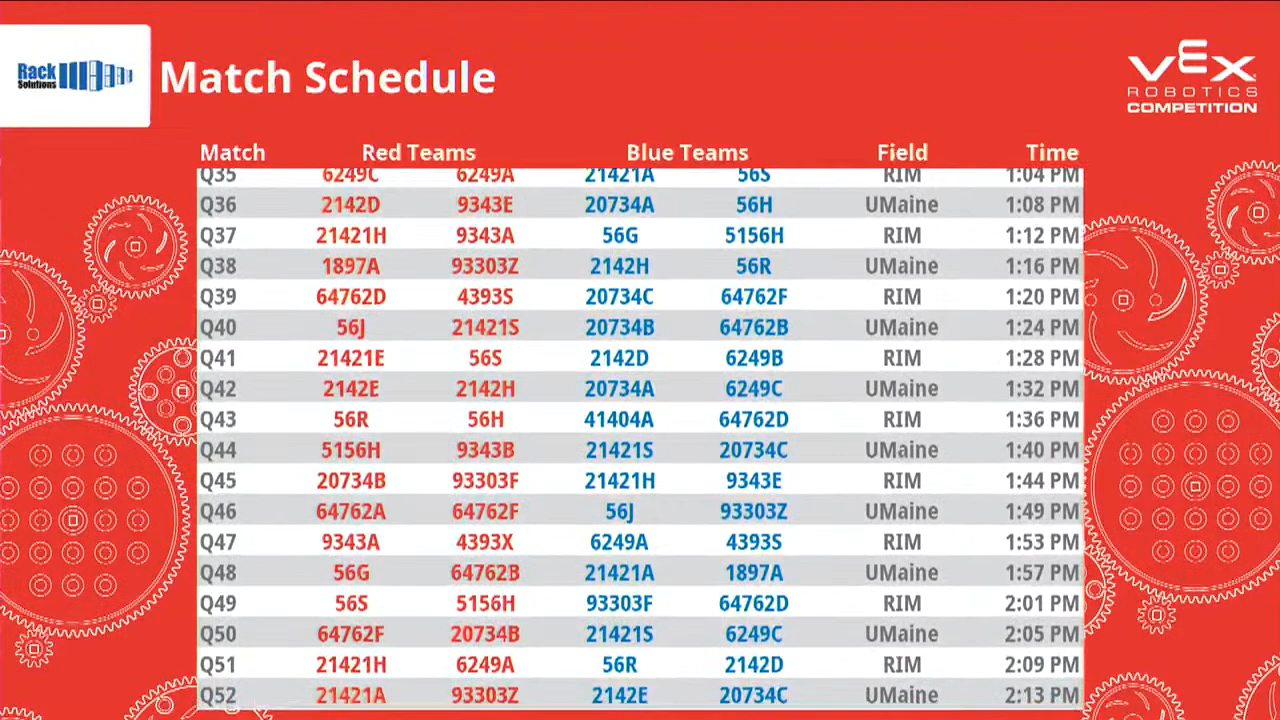 Rack Solutions
Match Schedule
VEX ROBOTICS COMPETITION
Match Red Teams Blue Teams Field Time
Q35 6249C 6249A 21421A 56S RIM 1:04 PM
Q36 2142D 9343E 20734A 56H UMaine 1:08 PM
Q37 21421H 9343A 56G 5156H RIM 1:12 PM
Q38 1897A 93303Z 2142H 56R UMaine 1:16 PM
Q39 64762D 4393S 20734C 64762F RIM 1:20 PM
Q40 56J 21421S 20734B 64762B UMaine 1:24 PM
Q41 21421E 56S 2142D 6249B RIM 1:28 PM
Q42 2142E 2142H 20734A 6249C UMaine 1:32 PM
Q43 56R 56H 41404A 64762D RIM 1:36 PM
Q44 5156H 9343B 21421S 20734C UMaine 1:40 PM
Q45 20734B 93303F 21421H 9343E RIM 1:44 PM
Q46 64762A 64762F 56J 93303Z UMaine 1:49 PM
Q47 9343A 4393X 6249A 4393S RIM 1:53 PM
Q48 56G 64762B 21421A 1897A UMaine 1:57 PM
Q49 56S 5156H 93303F 64762D RIM 2:01 PM
Q50 64762F 20734B 21421S 6249C UMaine 2:05 PM
Q51 21421H 6249A 56R 2142D RIM 2:09 PM
Q52 21421A 93303Z 2142E 20734C UMaine 2:13 PM